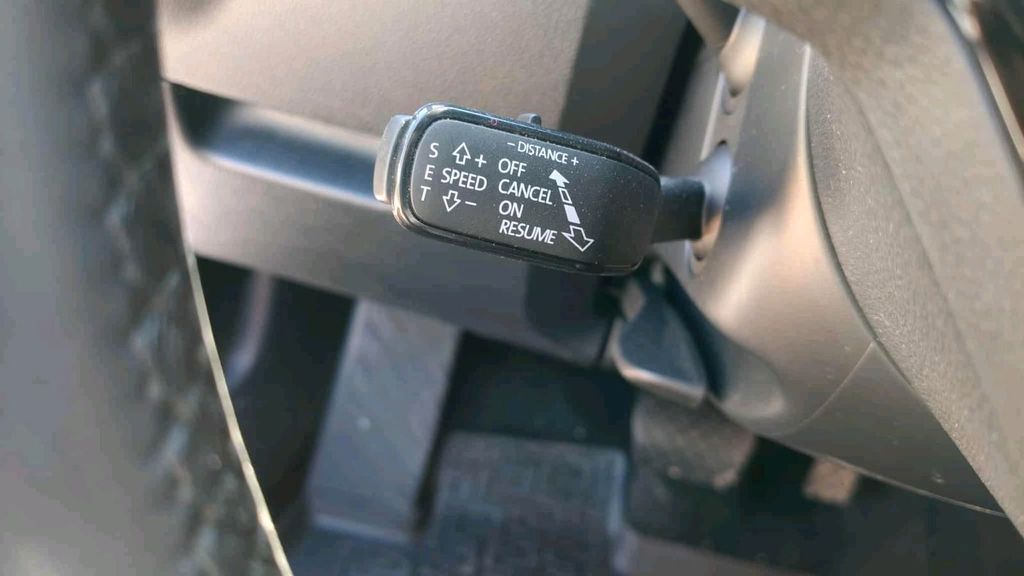 - DISTANCE +
S + OFF
E SPEED CANCEL
T - ON
RESUME